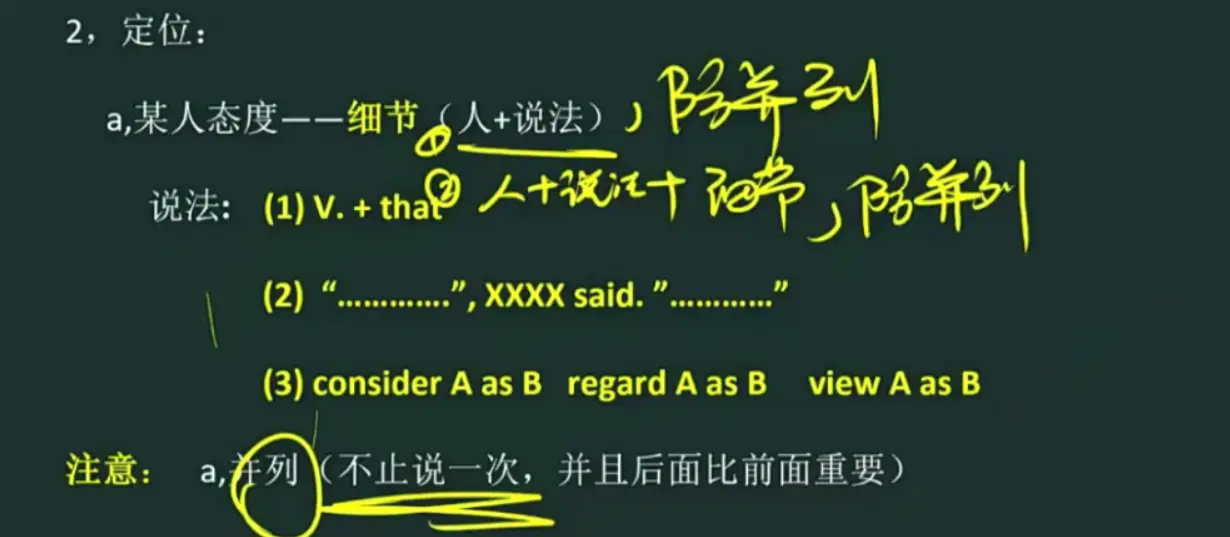 2，定位：
a,某人态度——细节①（人+说法），防并列
说法：(1) V. + that ② 人+说法+细节，防并列
(2) “………….”, XXXX said. ”…………”
(3) consider A as B regard A as B view A as B
注意： a,并列（不止说一次，并且后面比前面重要）